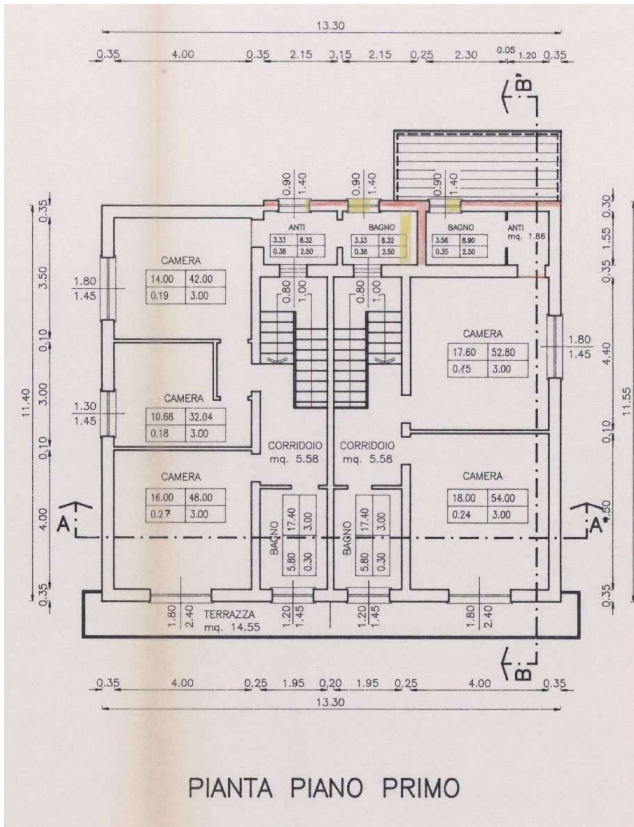 13.30
0.35 4.00 0.35 2.15 0.15 2.15 0.25 2.30 0.05 1.20 0.35
B*
0.90 1.40 0.90 1.40 0.90 1.40
0.35 3.50 0.10 3.00 0.10 4.00 0.35
11.40
0.30 1.55 0.35 4.40 0.10 4.50 0.35
11.55
ANTI
3.33 8.32
0.38 2.50
BAGNO
3.33 8.32
0.38 2.50
BAGNO
3.56 8.90
0.35 2.50
ANTI
mq. 1.86
CAMERA
14.00 42.00
0.19 3.00
1.80
1.45
0.80 1.00 0.80 1.00
CAMERA
17.60 52.80
0.15 3.00
1.80
1.45
CAMERA
10.68 32.04
0.18 3.00
1.30
1.45
CORRIDOIO
mq. 5.58
CORRIDOIO
mq. 5.58
CAMERA
16.00 48.00
0.27 3.00
CAMERA
18.00 54.00
0.24 3.00
BAGNO
17.40 3.00
5.80 0.30
BAGNO
17.40 3.00
5.80 0.30
A A*
1.80 2.40
TERRAZZA
mq. 14.55
1.20 1.45 1.20 1.45
1.80 2.40
B
0.35 4.00 0.25 1.95 0.20 1.95 0.25 4.00 0.35
13.30
PIANTA PIANO PRIMO